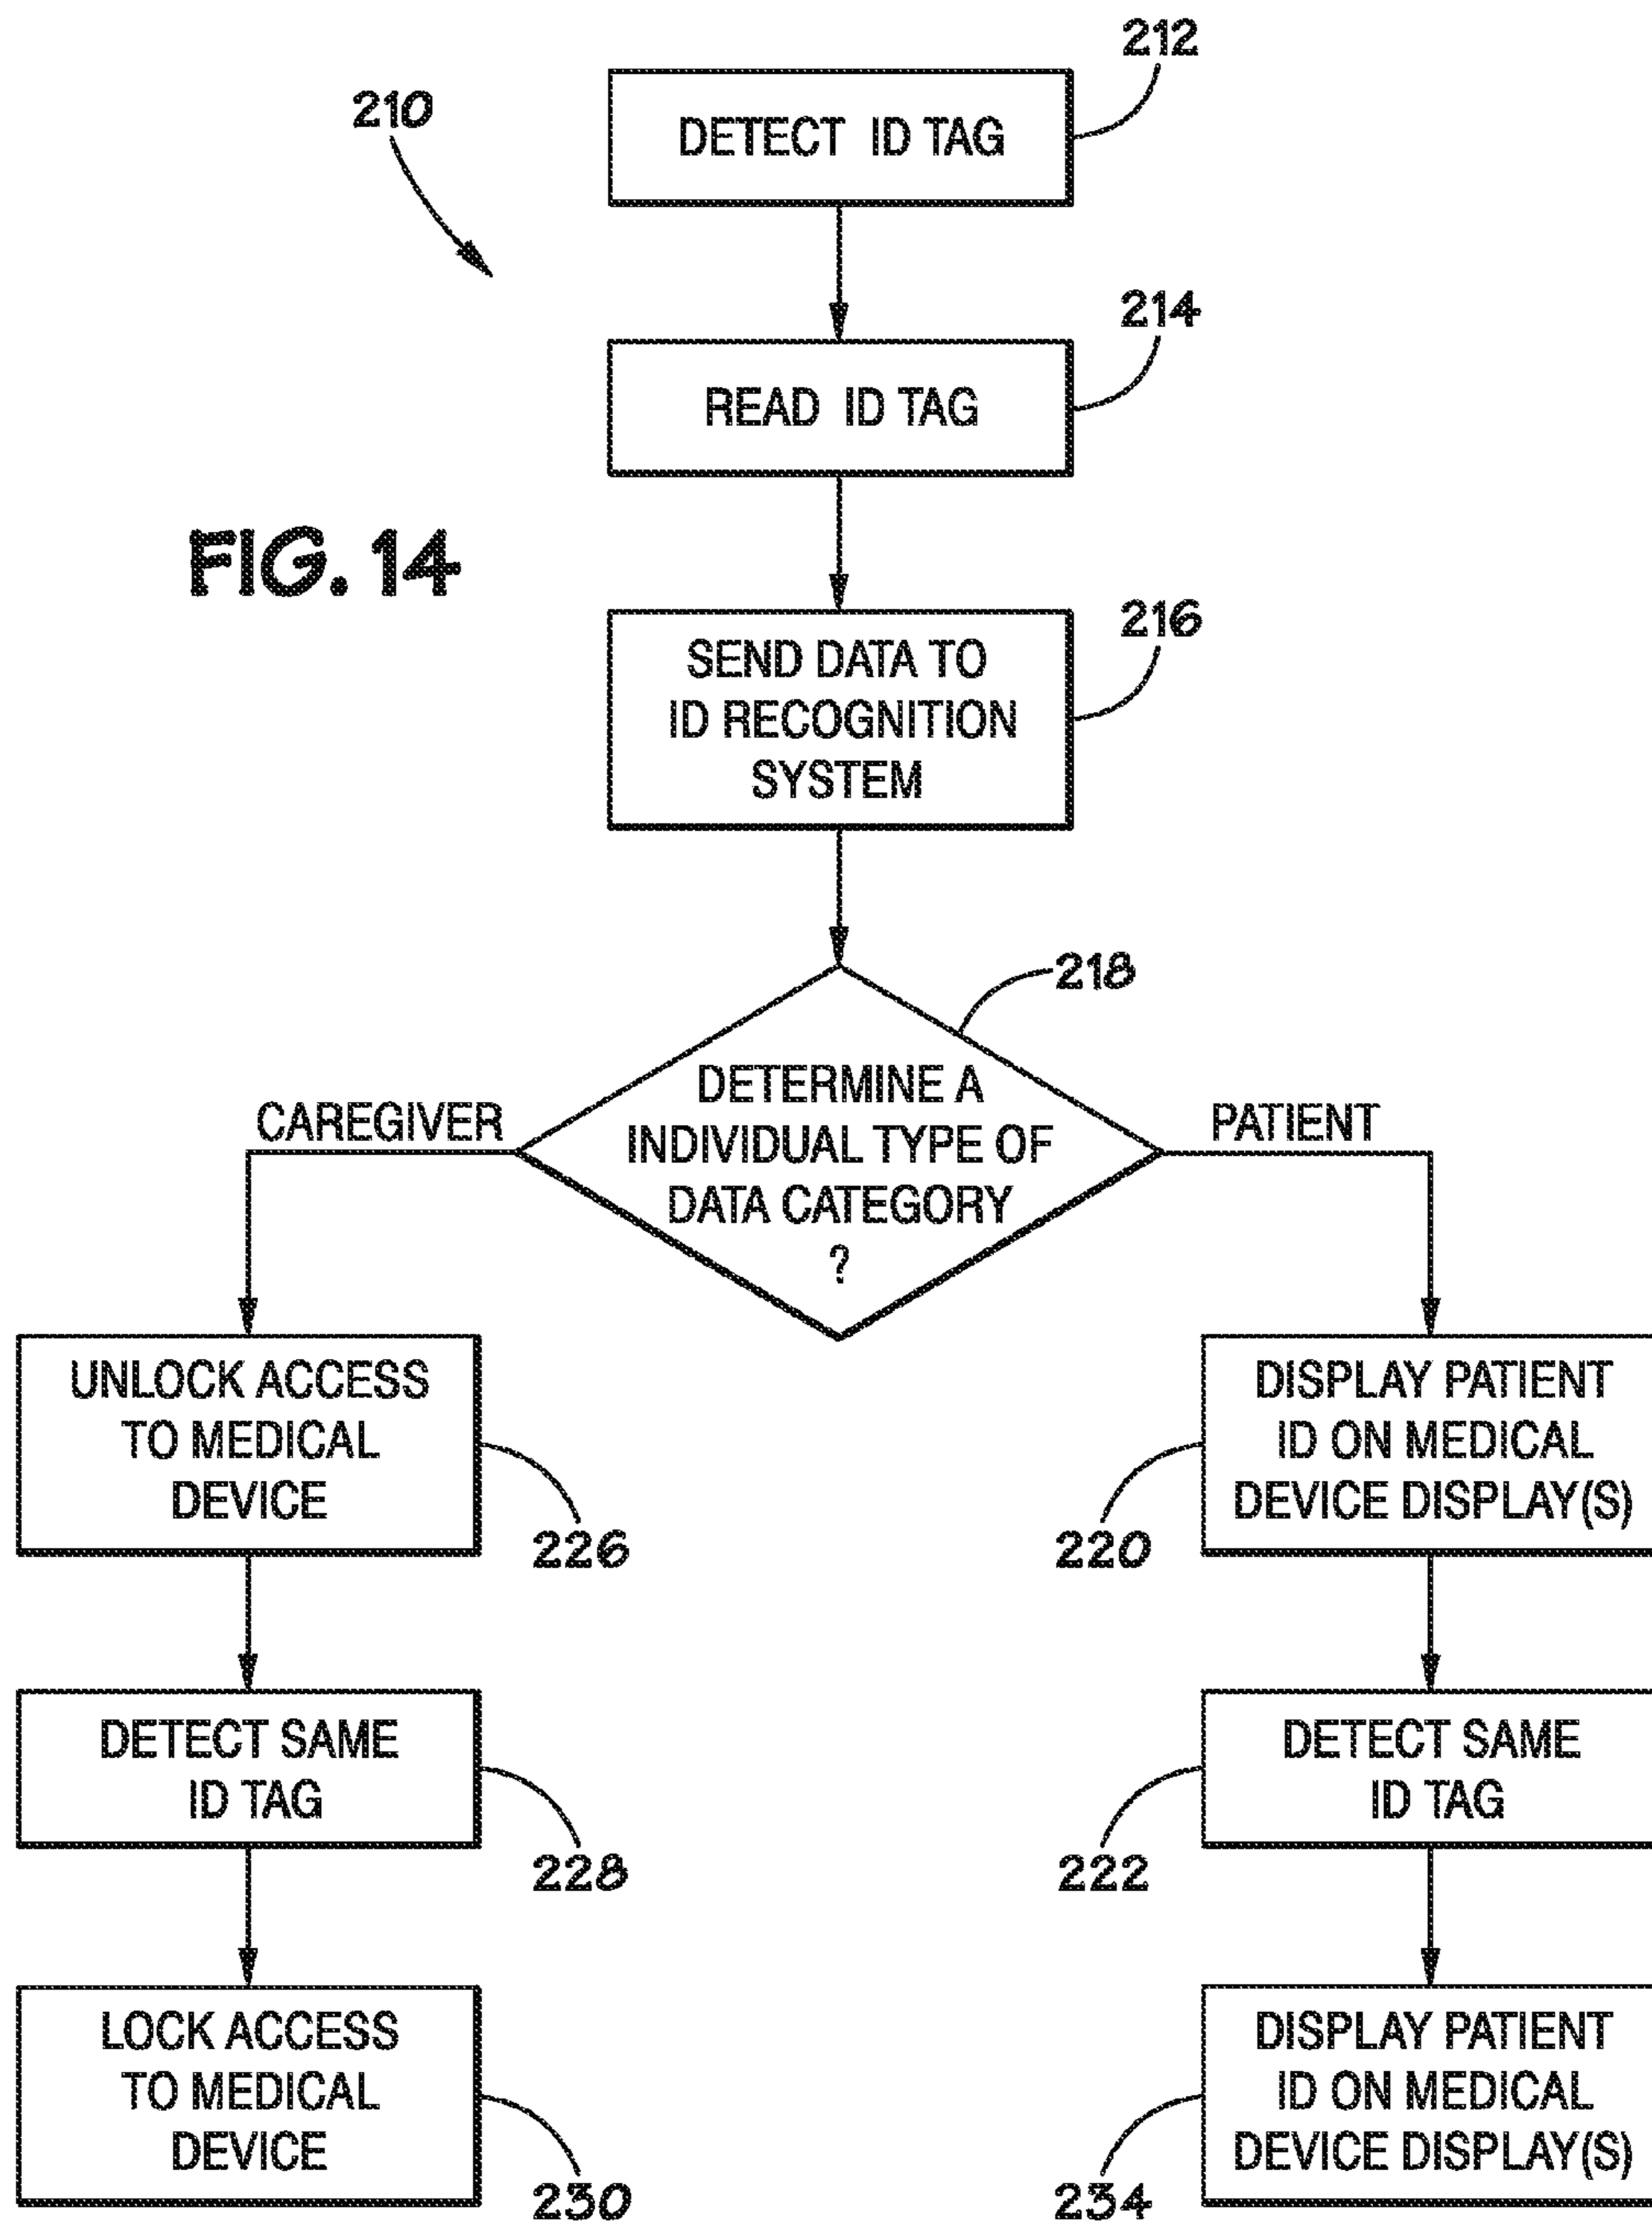 212
210
DETECT ID TAG
214
READ ID TAG
FIG. 14
216
SEND DATA TO
ID RECOGNITION
SYSTEM
218
DETERMINE A
INDIVIDUAL TYPE OF
DATA CATEGORY
?
CAREGIVER
PATIENT
UNLOCK ACCESS
TO MEDICAL
DEVICE
226
DETECT SAME
ID TAG
228
LOCK ACCESS
TO MEDICAL
DEVICE
230
DISPLAY PATIENT
ID ON MEDICAL
DEVICE DISPLAY(S)
220
DETECT SAME
ID TAG
222
DISPLAY PATIENT
ID ON MEDICAL
DEVICE DISPLAY(S)
234